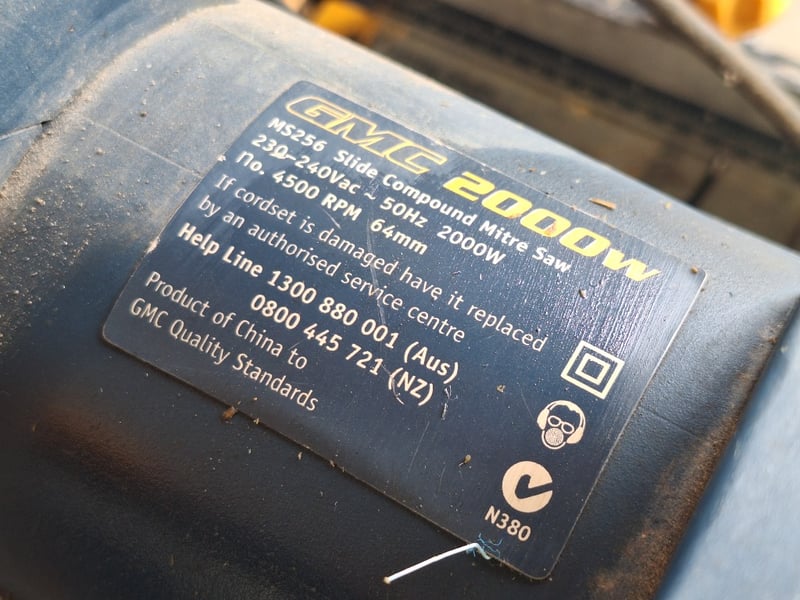 GMC 2000W
MS256 Slide Compound Mitre Saw
230-240Vac ~ 50Hz 2000W
no. 4500 RPM 64mm
If cordset is damaged have it replaced
by an authorised service centre
Help Line 1300 880 001 (Aus)
0800 445 721 (NZ)
Product of China to
GMC Quality Standards
N380